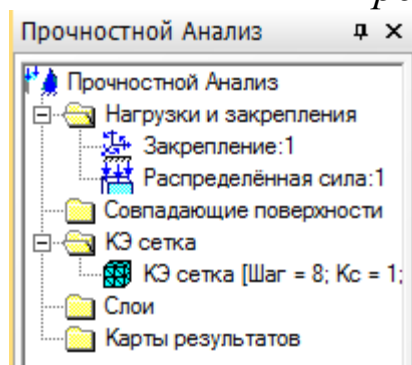 Прочностной Анализ
Прочностной Анализ
Нагрузки и закрепления
Закрепление:1
Распределённая сила:1
Совпадающие поверхности
КЭ сетка
КЭ сетка [Шаг = 8; Кс = 1;
Слои
Карты результатов